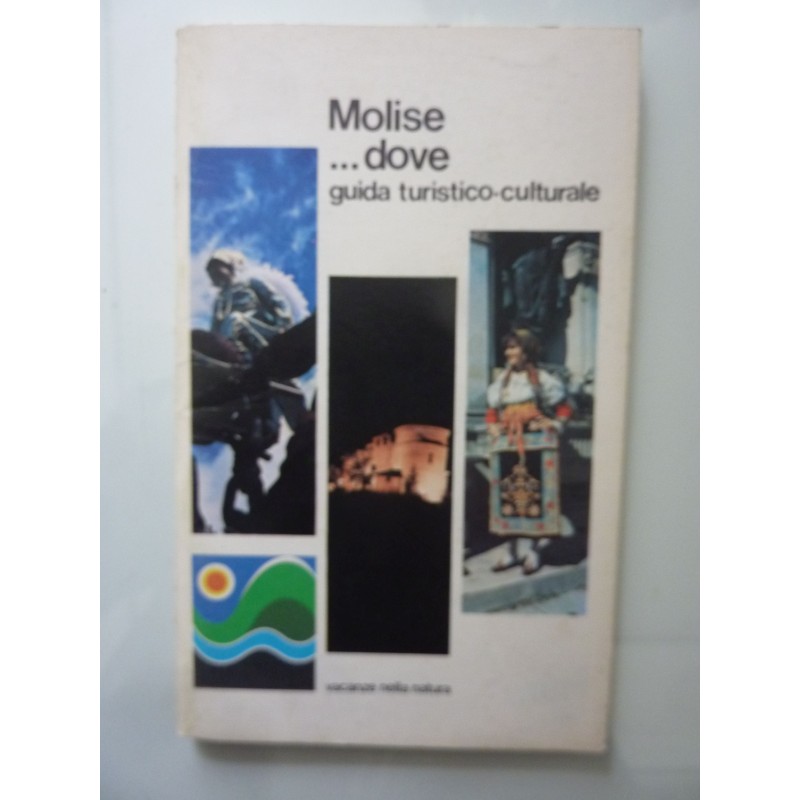 Molise
...dove
guida turistico-culturale
vacanze nella natura